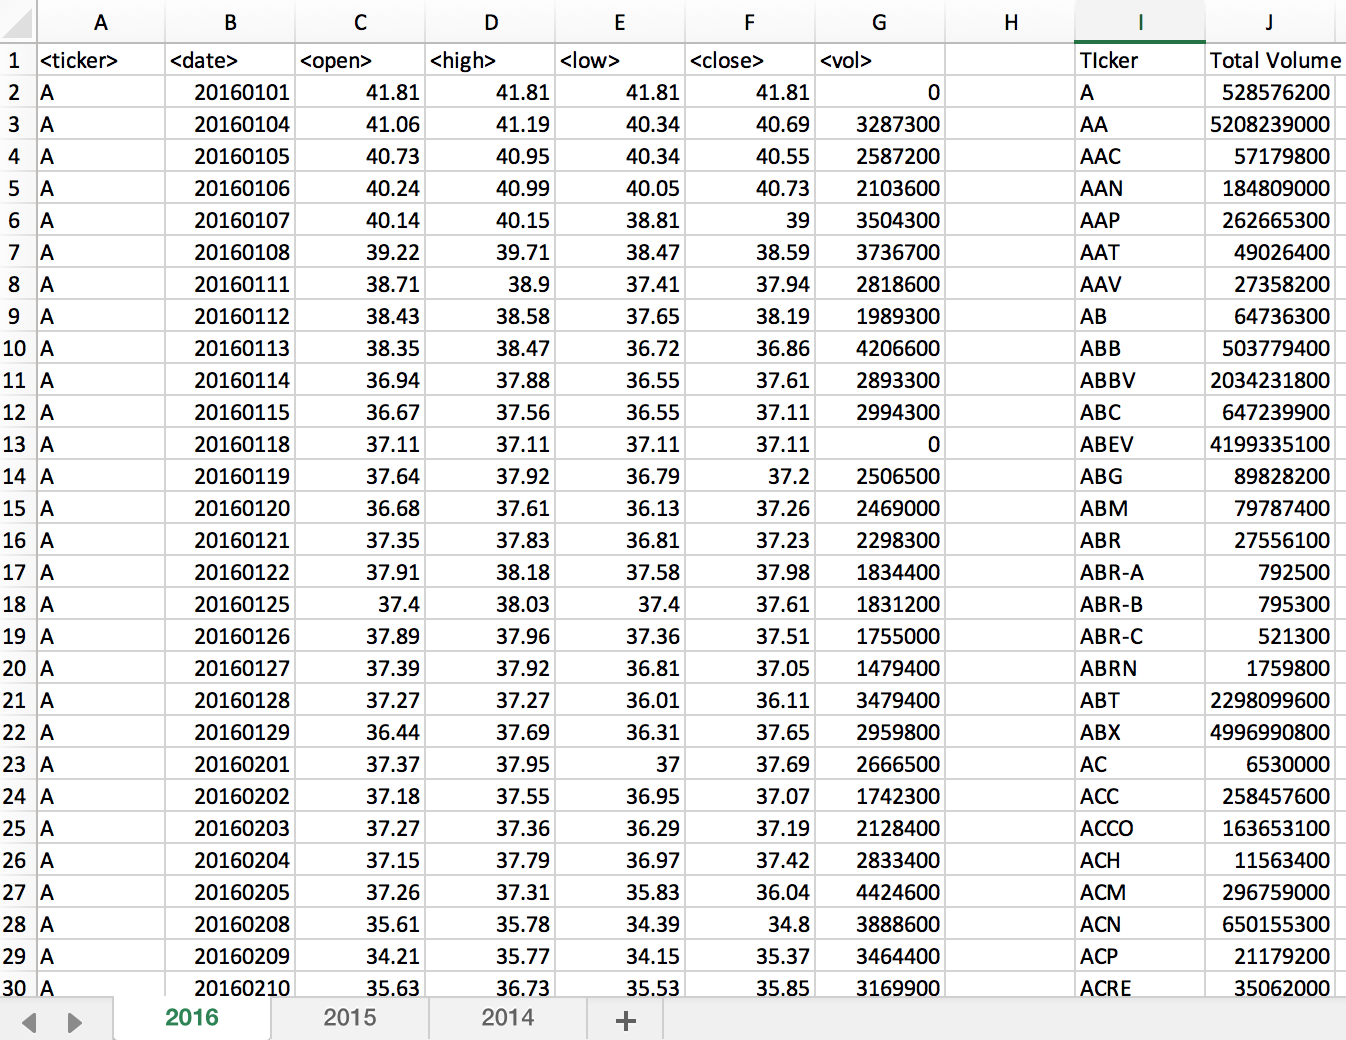 A B C D E F G H I J
1 <ticker> <date> <open> <high> <low> <close> <vol> TIcker Total Volume
2 A 20160101 41.81 41.81 41.81 41.81 0 A 528576200
3 A 20160104 41.06 41.19 40.34 40.69 3287300 AA 5208239000
4 A 20160105 40.73 40.95 40.34 40.55 2587200 AAC 57179800
5 A 20160106 40.24 40.99 40.05 40.73 2103600 AAN 184809000
6 A 20160107 40.14 40.15 38.81 39 3504300 AAP 262665300
7 A 20160108 39.22 39.71 38.47 38.59 3736700 AAT 49026400
8 A 20160111 38.71 38.9 37.41 37.94 2818600 AAV 27358200
9 A 20160112 38.43 38.58 37.65 38.19 1989300 AB 64736300
10 A 20160113 38.35 38.47 36.72 36.86 4206600 ABB 503779400
11 A 20160114 36.94 37.88 36.55 37.61 2893300 ABBV 2034231800
12 A 20160115 36.67 37.56 36.55 37.11 2994300 ABC 647239900
13 A 20160118 37.11 37.11 37.11 37.11 0 ABEV 4199335100
14 A 20160119 37.64 37.92 36.79 37.2 2506500 ABG 89828200
15 A 20160120 36.68 37.61 36.13 37.26 2469000 ABM 79787400
16 A 20160121 37.35 37.83 36.81 37.23 2298300 ABR 27556100
17 A 20160122 37.91 38.18 37.58 37.98 1834400 ABR-A 792500
18 A 20160125 37.4 38.03 37.4 37.61 1831200 ABR-B 795300
19 A 20160126 37.89 37.96 37.36 37.51 1755000 ABR-C 521300
20 A 20160127 37.39 37.92 36.81 37.05 1479400 ABRN 1759800
21 A 20160128 37.27 37.27 36.01 36.11 3479400 ABT 2298099600
22 A 20160129 36.44 37.69 36.31 37.65 2959800 ABX 4996990800
23 A 20160201 37.37 37.95 37 37.69 2666500 AC 6530000
24 A 20160202 37.18 37.55 36.95 37.07 1742300 ACC 258457600
25 A 20160203 37.27 37.36 36.29 37.19 2128400 ACCO 163653100
26 A 20160204 37.15 37.79 36.97 37.42 2833400 ACH 11563400
27 A 20160205 37.26 37.31 35.83 36.04 4424600 ACM 296759000
28 A 20160208 35.61 35.78 34.39 34.8 3888600 ACN 650155300
29 A 20160209 34.21 35.77 34.15 35.37 3464400 ACP 21179200
30 A 20160210 35.63 36.73 35.53 35.85 3169900 ACRE 35062000
2016 2015 2014 +